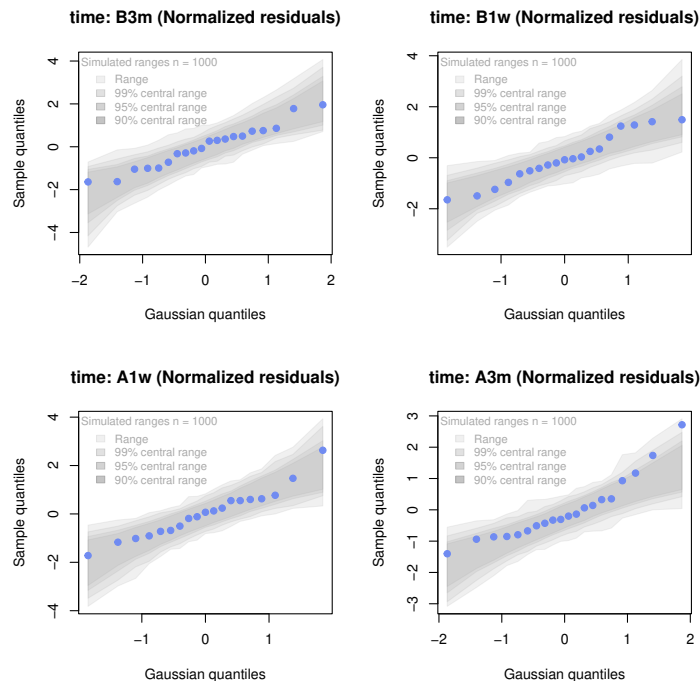 time: B3m (Normalized residuals)
Simulated ranges n = 1000
Range
99% central range
95% central range
90% central range
4
2
0
−2
−4
Sample quantiles
−2
−1
0
1
2
Gaussian quantiles
time: B1w (Normalized residuals)
Simulated ranges n = 1000
Range
99% central range
95% central range
90% central range
4
2
0
−2
Sample quantiles
−1
0
1
2
Gaussian quantiles
time: A1w (Normalized residuals)
Simulated ranges n = 1000
Range
99% central range
95% central range
90% central range
4
2
0
−2
−4
Sample quantiles
−1
0
1
Gaussian quantiles
time: A3m (Normalized residuals)
Simulated ranges n = 1000
Range
99% central range
95% central range
90% central range
3
2
1
0
−1
−2
−3
Sample quantiles
−2
−1
0
1
2
Gaussian quantiles